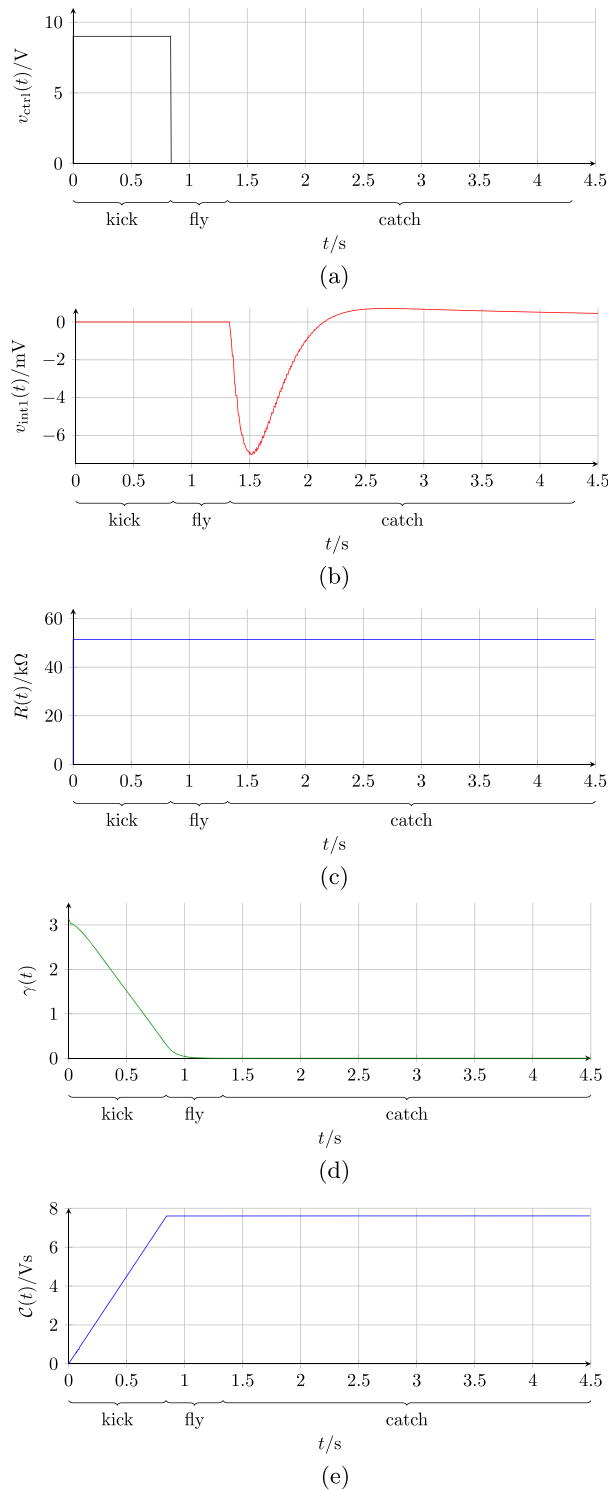 10
5
0
v_ctrl(t)/V
0 0.5 1 1.5 2 2.5 3 3.5 4 4.5
kick fly catch
t/s
(a)
0
−2
−4
−6
v_int1(t)/mV
0 0.5 1 1.5 2 2.5 3 3.5 4 4.5
kick fly catch
t/s
(b)
60
40
20
0
R(t)/kΩ
0 0.5 1 1.5 2 2.5 3 3.5 4 4.5
kick fly catch
t/s
(c)
3
2
1
0
γ(t)
0 0.5 1 1.5 2 2.5 3 3.5 4 4.5
kick fly catch
t/s
(d)
8
6
4
2
0
𝒞(t)/Vs
0 0.5 1 1.5 2 2.5 3 3.5 4 4.5
kick fly catch
t/s
(e)